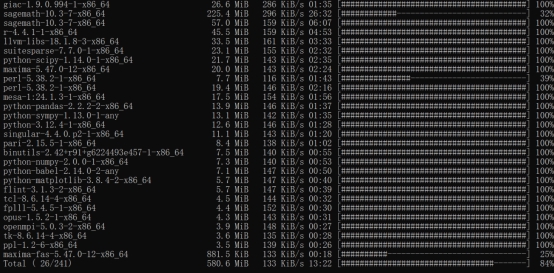 giac-1.9.0.994-1-x86_64 26.6 MiB 286 KiB/s 01:35 [################################] 100%
sagemath-10.3-7-x86_64 225.4 MiB 296 KiB/s 26:32 [##########----------------------] 32%
sagemath-10.3-7-x86_64 57.0 MiB 159 KiB/s 06:07 [################################] 100%
r-4.4.1-1-x86_64 45.5 MiB 159 KiB/s 04:53 [################################] 100%
llvm-libs-18.1.8-3-x86_64 33.5 MiB 161 KiB/s 03:33 [################################] 100%
suitesparse-7.7.0-1-x86_64 23.1 MiB 155 KiB/s 02:32 [################################] 100%
python-scipy-1.14.0-1-x86_64 21.7 MiB 143 KiB/s 02:35 [################################] 100%
maxima-5.47.0-12-x86_64 20.0 MiB 143 KiB/s 02:24 [################################] 100%
perl-5.38.2-1-x86_64 7.7 MiB 116 KiB/s 01:43 [############--------------------] 39%
perl-5.38.2-1-x86_64 19.4 MiB 146 KiB/s 02:16 [################################] 100%
mesa-1:24.1.3-1-x86_64 17.5 MiB 154 KiB/s 01:56 [################################] 100%
python-pandas-2.2.2-2-x86_64 13.9 MiB 146 KiB/s 01:37 [################################] 100%
python-sympy-1.13.0-1-any 13.1 MiB 142 KiB/s 01:35 [################################] 100%
python-3.12.4-1-x86_64 12.6 MiB 146 KiB/s 01:28 [################################] 100%
singular-4.4.0.p2-1-x86_64 11.1 MiB 143 KiB/s 01:20 [################################] 100%
pari-2.15.5-1-x86_64 8.4 MiB 138 KiB/s 01:02 [################################] 100%
binutils-2.42+r91+g6224493e457-1-x86_64 7.5 MiB 140 KiB/s 00:55 [################################] 100%
python-numpy-2.0.0-1-x86_64 7.3 MiB 140 KiB/s 00:53 [################################] 100%
python-babel-2.14.0-2-any 7.1 MiB 147 KiB/s 00:50 [################################] 100%
python-matplotlib-3.8.4-2-x86_64 5.7 MiB 147 KiB/s 00:40 [################################] 100%
flint-3.1.3-2-x86_64 5.7 MiB 147 KiB/s 00:39 [################################] 100%
tcl-8.6.14-4-x86_64 4.5 MiB 144 KiB/s 00:32 [################################] 100%
fplll-5.4.5-1-x86_64 4.4 MiB 152 KiB/s 00:30 [################################] 100%
opus-1.5.2-1-x86_64 4.3 MiB 143 KiB/s 00:31 [################################] 100%
openmpi-5.0.3-2-x86_64 3.9 MiB 148 KiB/s 00:27 [################################] 100%
tk-8.6.14-4-x86_64 3.6 MiB 135 KiB/s 00:28 [################################] 100%
ppl-1.2-6-x86_64 3.5 MiB 139 KiB/s 00:26 [################################] 100%
maxima-fas-5.47.0-12-x86_64 881.5 KiB 133 KiB/s 00:18 [########------------------------] 25%
Total ( 26/241) 580.6 MiB 133 KiB/s 13:22 [###########################-----] 84%